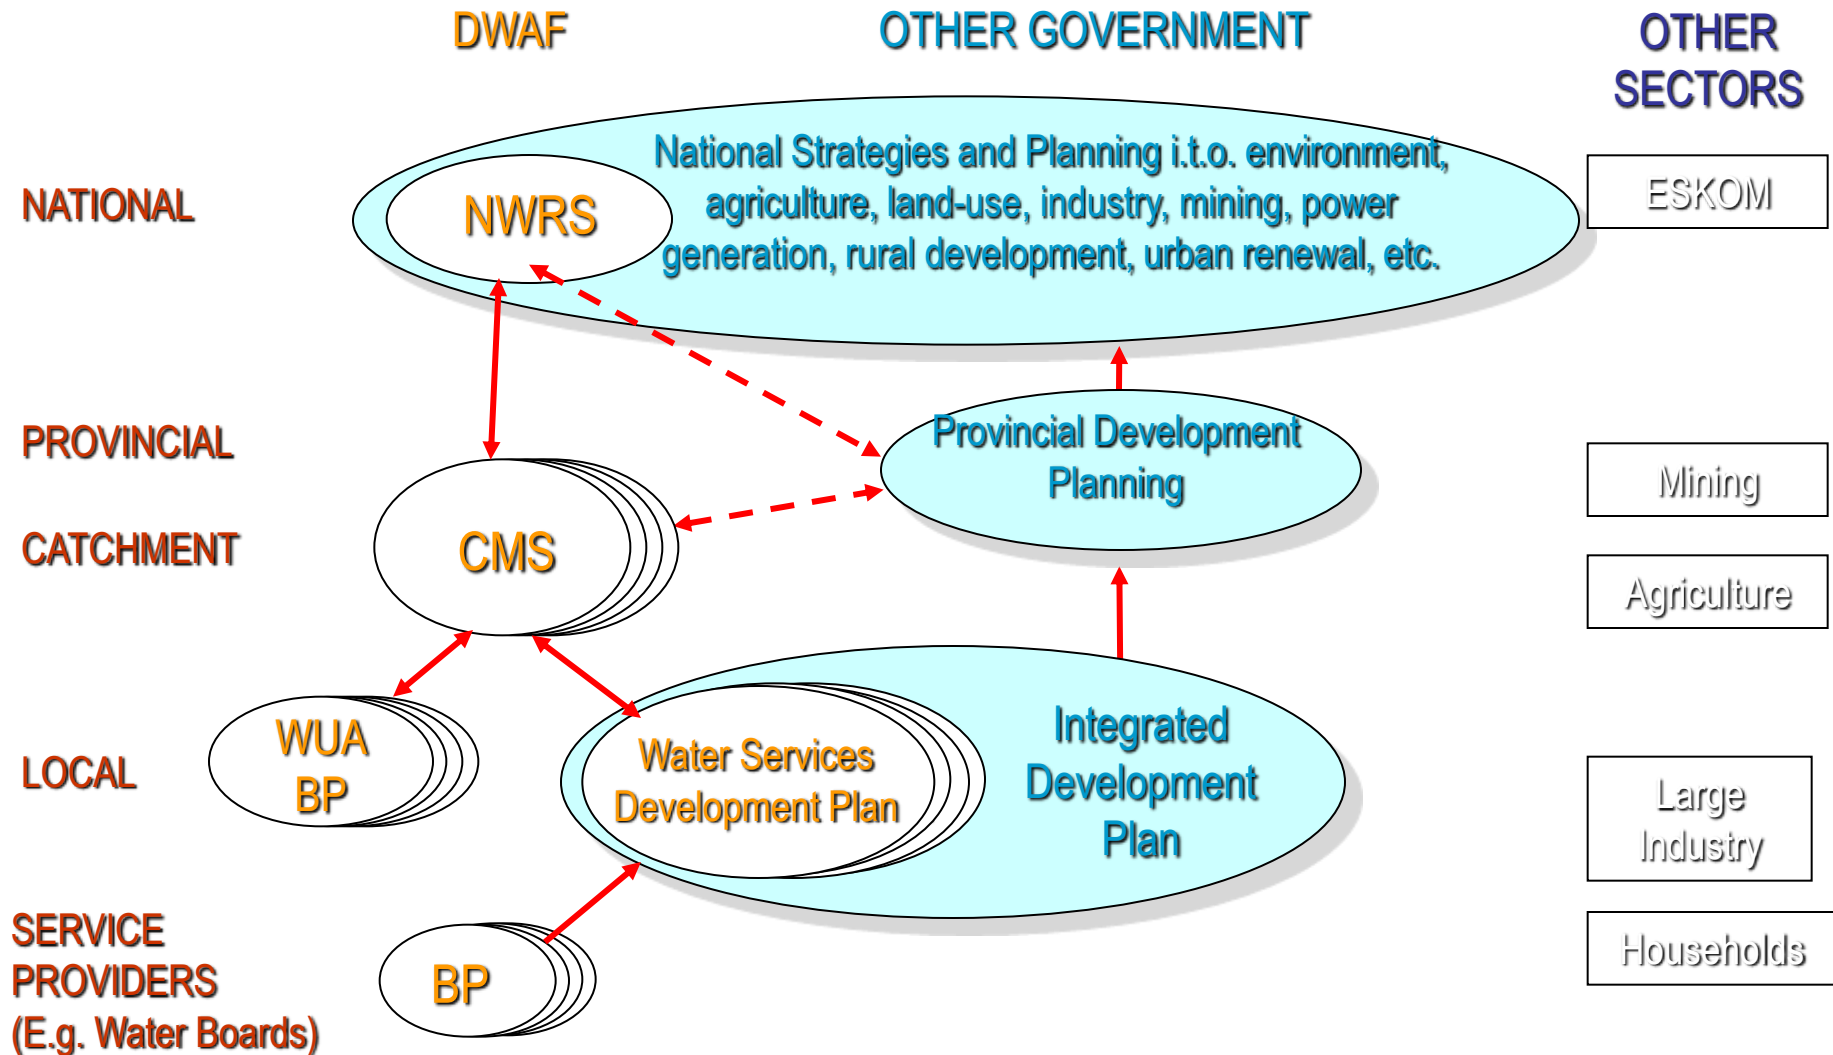 DWAF
OTHER GOVERNMENT
OTHER
SECTORS
NATIONAL
NWRS
National Strategies and Planning i.t.o. environment,
agriculture, land-use, industry, mining, power
generation, rural development, urban renewal, etc.
ESKOM
PROVINCIAL
Provincial Development
Planning
Mining
CATCHMENT
CMS
Agriculture
LOCAL
WUA
BP
Water Services
Development Plan
Integrated
Development
Plan
Large
Industry
SERVICE
PROVIDERS
(E.g. Water Boards)
BP
Households